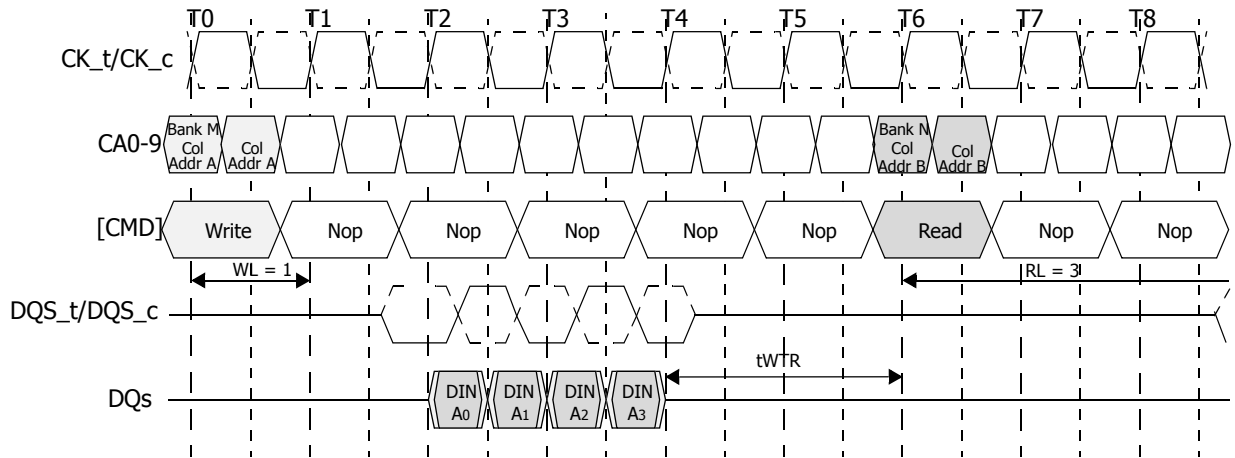 T0 T1 T2 T3 T4 T5 T6 T7 T8
CK_t/CK_c
CA0-9
Bank M
Col
Addr A
Col
Addr A
Bank N
Col
Addr B
Col
Addr B
[CMD]
Write Nop Nop Nop Nop Nop Read Nop Nop
WL = 1
RL = 3
DQS_t/DQS_c
tWTR
DQs
DIN
A0
DIN
A1
DIN
A2
DIN
A3